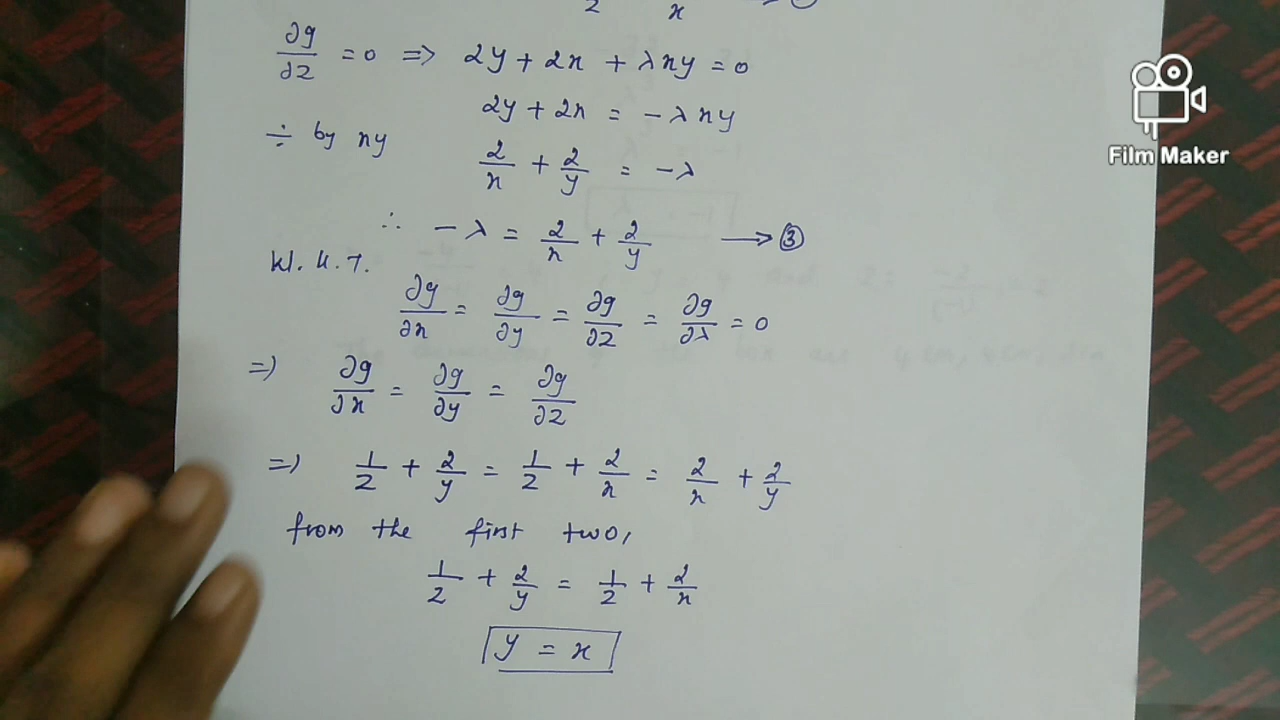 ∂g/∂z = 0 => 2y + 2x + λxy = 0
2y + 2x = -λxy
÷ by xy
2/x + 2/y = -λ
∴ -λ = 2/x + 2/y → ③
W.K.T.
∂g/∂x = ∂g/∂y = ∂g/∂z = ∂g/∂λ = 0
=> ∂g/∂x = ∂g/∂y = ∂g/∂z
=> 1/z + 2/y = 1/z + 2/x = 2/x + 2/y
from the first two,
1/z + 2/y = 1/z + 2/x
y = x
Film Maker